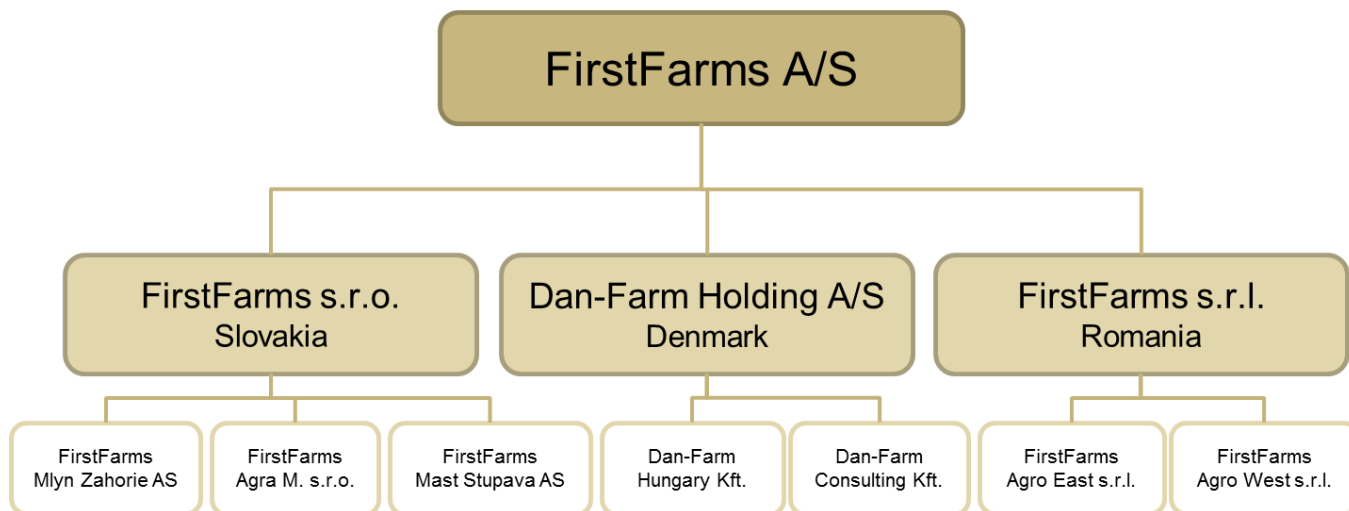 FirstFarms A/S
FirstFarms s.r.o.
Slovakia
Dan-Farm Holding A/S
Denmark
FirstFarms s.r.l.
Romania
FirstFarms
Mlyn Zahorie AS
FirstFarms
Agra M. s.r.o.
FirstFarms
Mast Stupava AS
Dan-Farm
Hungary Kft.
Dan-Farm
Consulting Kft.
FirstFarms
Agro East s.r.l.
FirstFarms
Agro West s.r.l.